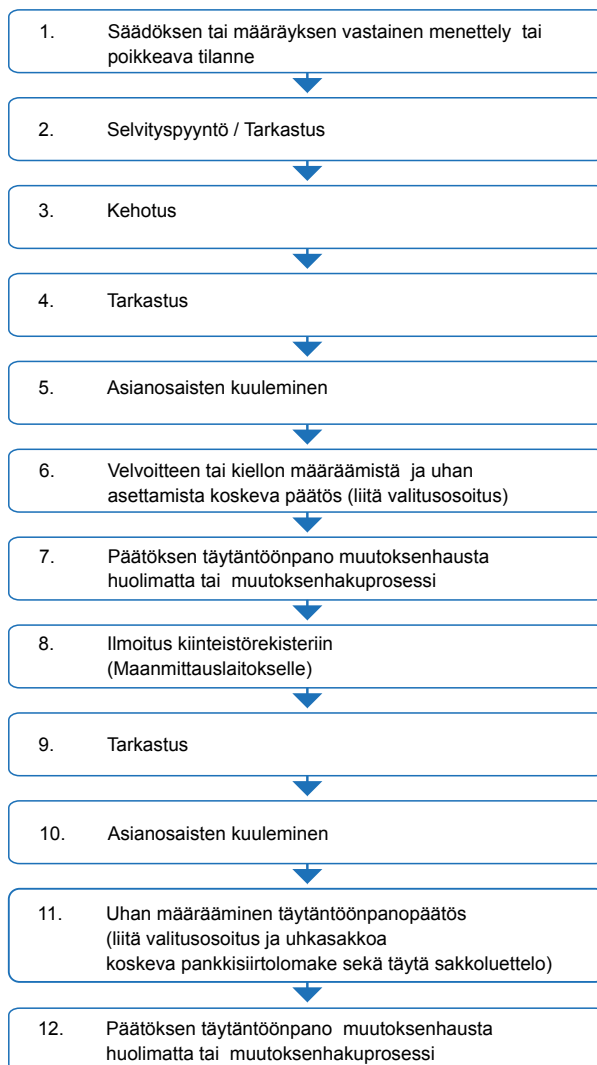 1. Säädöksen tai määräyksen vastainen menettely tai
poikkeava tilanne
2. Selvityspyyntö / Tarkastus
3. Kehotus
4. Tarkastus
5. Asianosaisten kuuleminen
6. Velvoitteen tai kiellon määräämistä ja uhan
asettamista koskeva päätös (liitä valitusosoitus)
7. Päätöksen täytäntöönpano muutoksenhausta
huolimatta tai muutoksenhakuprosessi
8. Ilmoitus kiinteistörekisteriin
(Maanmittauslaitokselle)
9. Tarkastus
10. Asianosaisten kuuleminen
11. Uhan määrääminen täytäntöönpanopäätös
(liitä valitusosoitus ja uhkasakkoa
koskeva pankkisiirtolomake sekä täytä sakkoluettelo)
12. Päätöksen täytäntöönpano muutoksenhausta
huolimatta tai muutoksenhakuprosessi